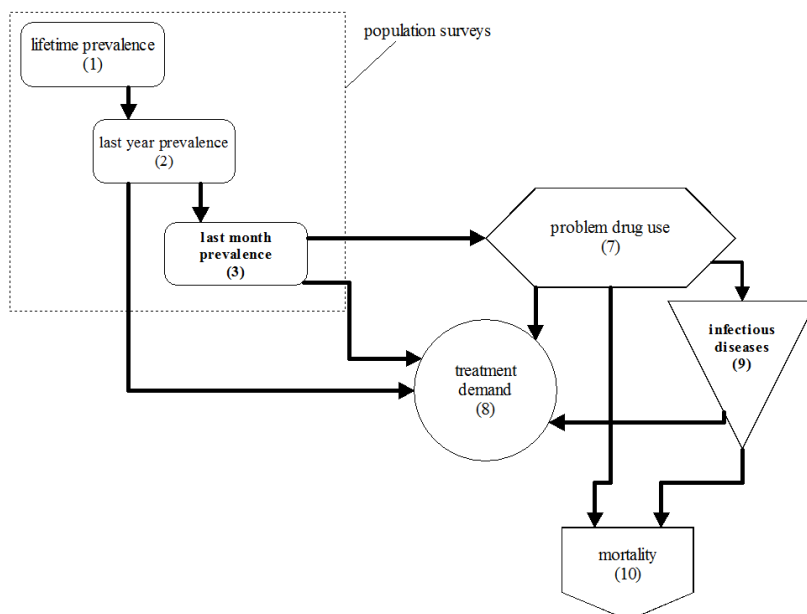 lifetime prevalence
(1)
population surveys
last year prevalence
(2)
last month
prevalence
(3)
problem drug use
(7)
infectious
diseases
(9)
treatment
demand
(8)
mortality
(10)